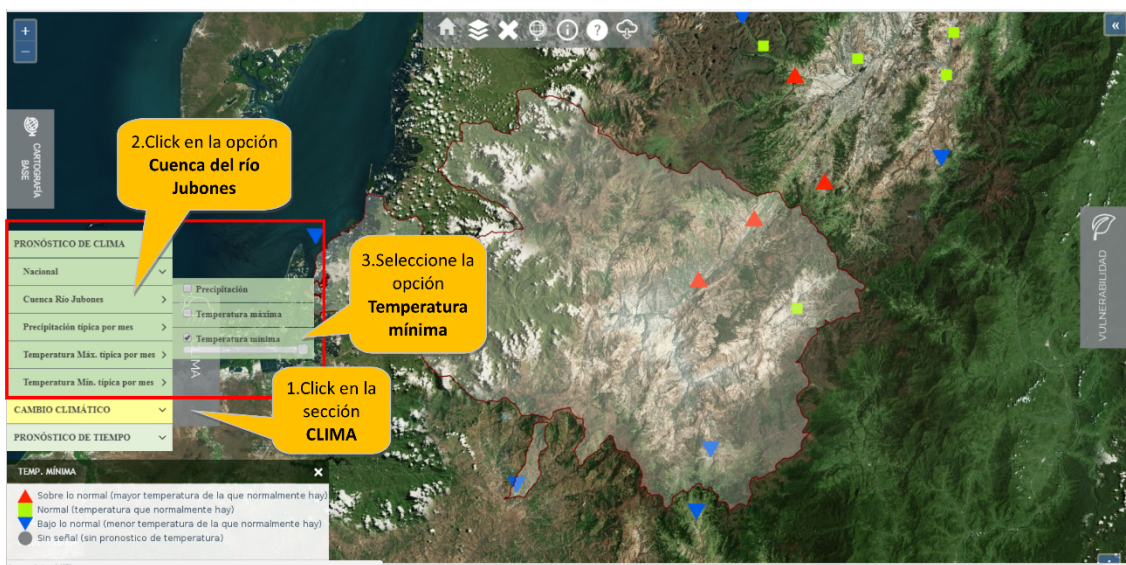 +
−
«
CARTOGRAFÍA
BASE
2.Click en la opción
Cuenca del río
Jubones
PRONÓSTICO DE CLIMA
Nacional
Cuenca Río Jubones
Precipitación típica por mes
Temperatura Máx. típica por mes
Temperatura Mín. típica por mes
CAMBIO CLIMÁTICO
PRONÓSTICO DE TIEMPO
Precipitación
Temperatura máxima
Temperatura mínima
3.Seleccione la
opción
Temperatura
mínima
1.Click en la
sección
CLIMA
VULNERABILIDAD
TEMP. MÍNIMA
Sobre lo normal (mayor temperatura de la que normalmente hay)
Normal (temperatura que normalmente hay)
Bajo lo normal (menor temperatura de la que normalmente hay)
Sin señal (sin pronostico de temperatura)